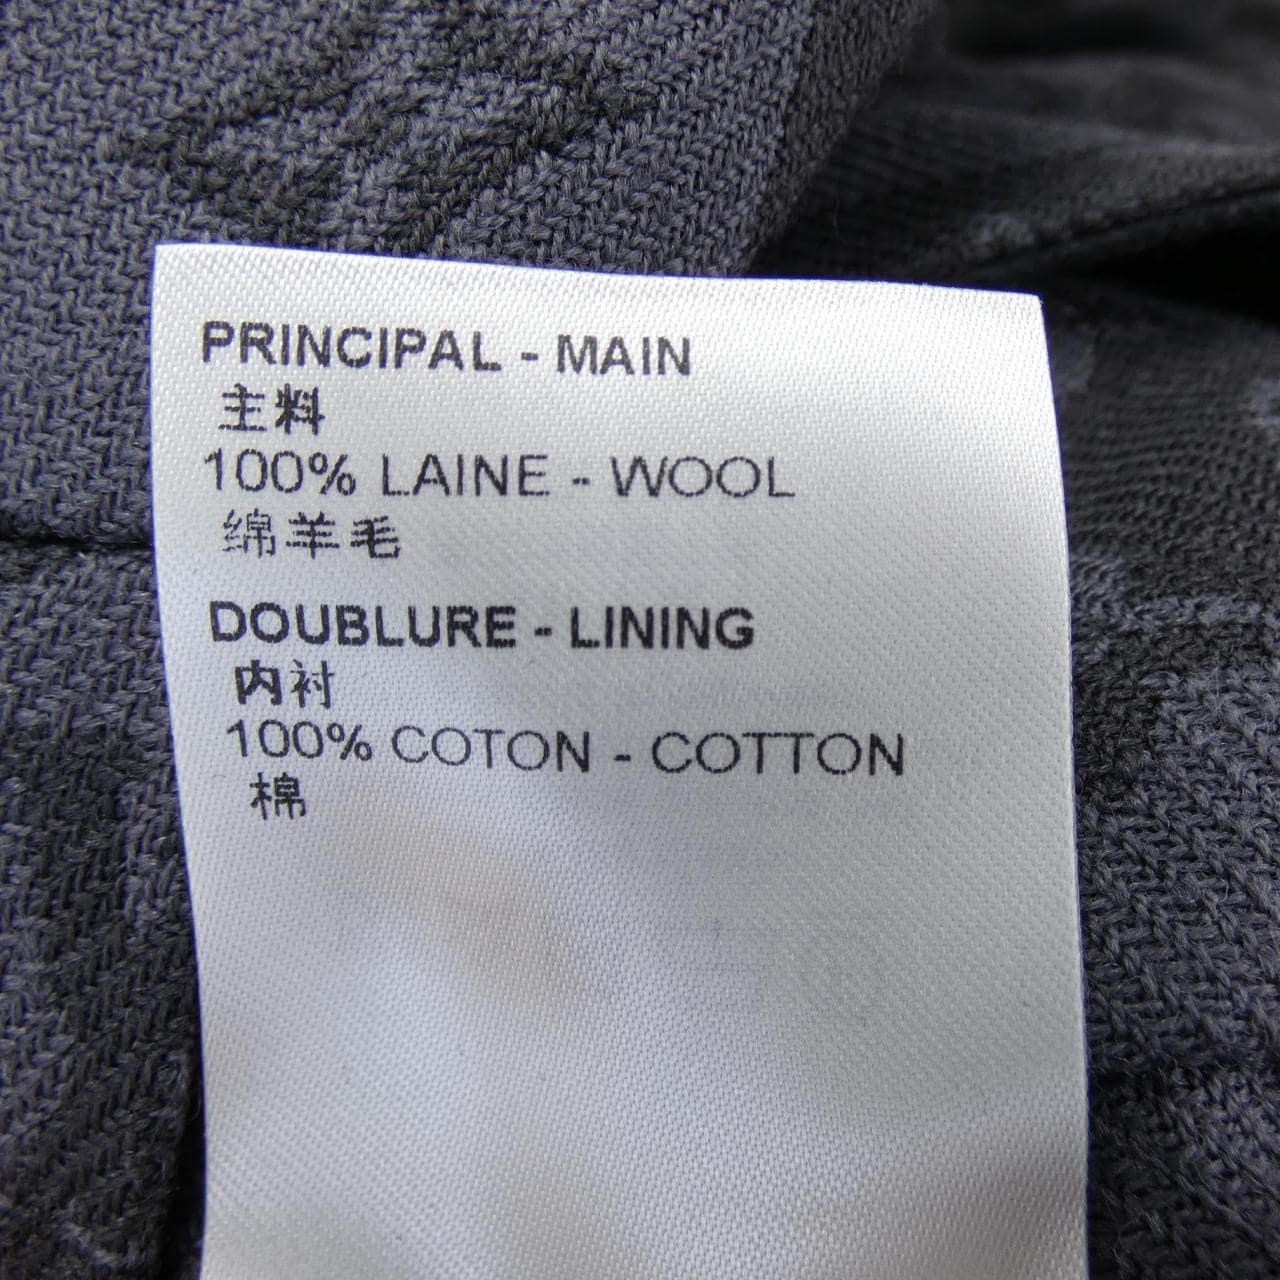 PRINCIPAL - MAIN
主料
100% LAINE - WOOL
绵羊毛
DOUBLURE - LINING
内衬
100% COTON - COTTON
棉